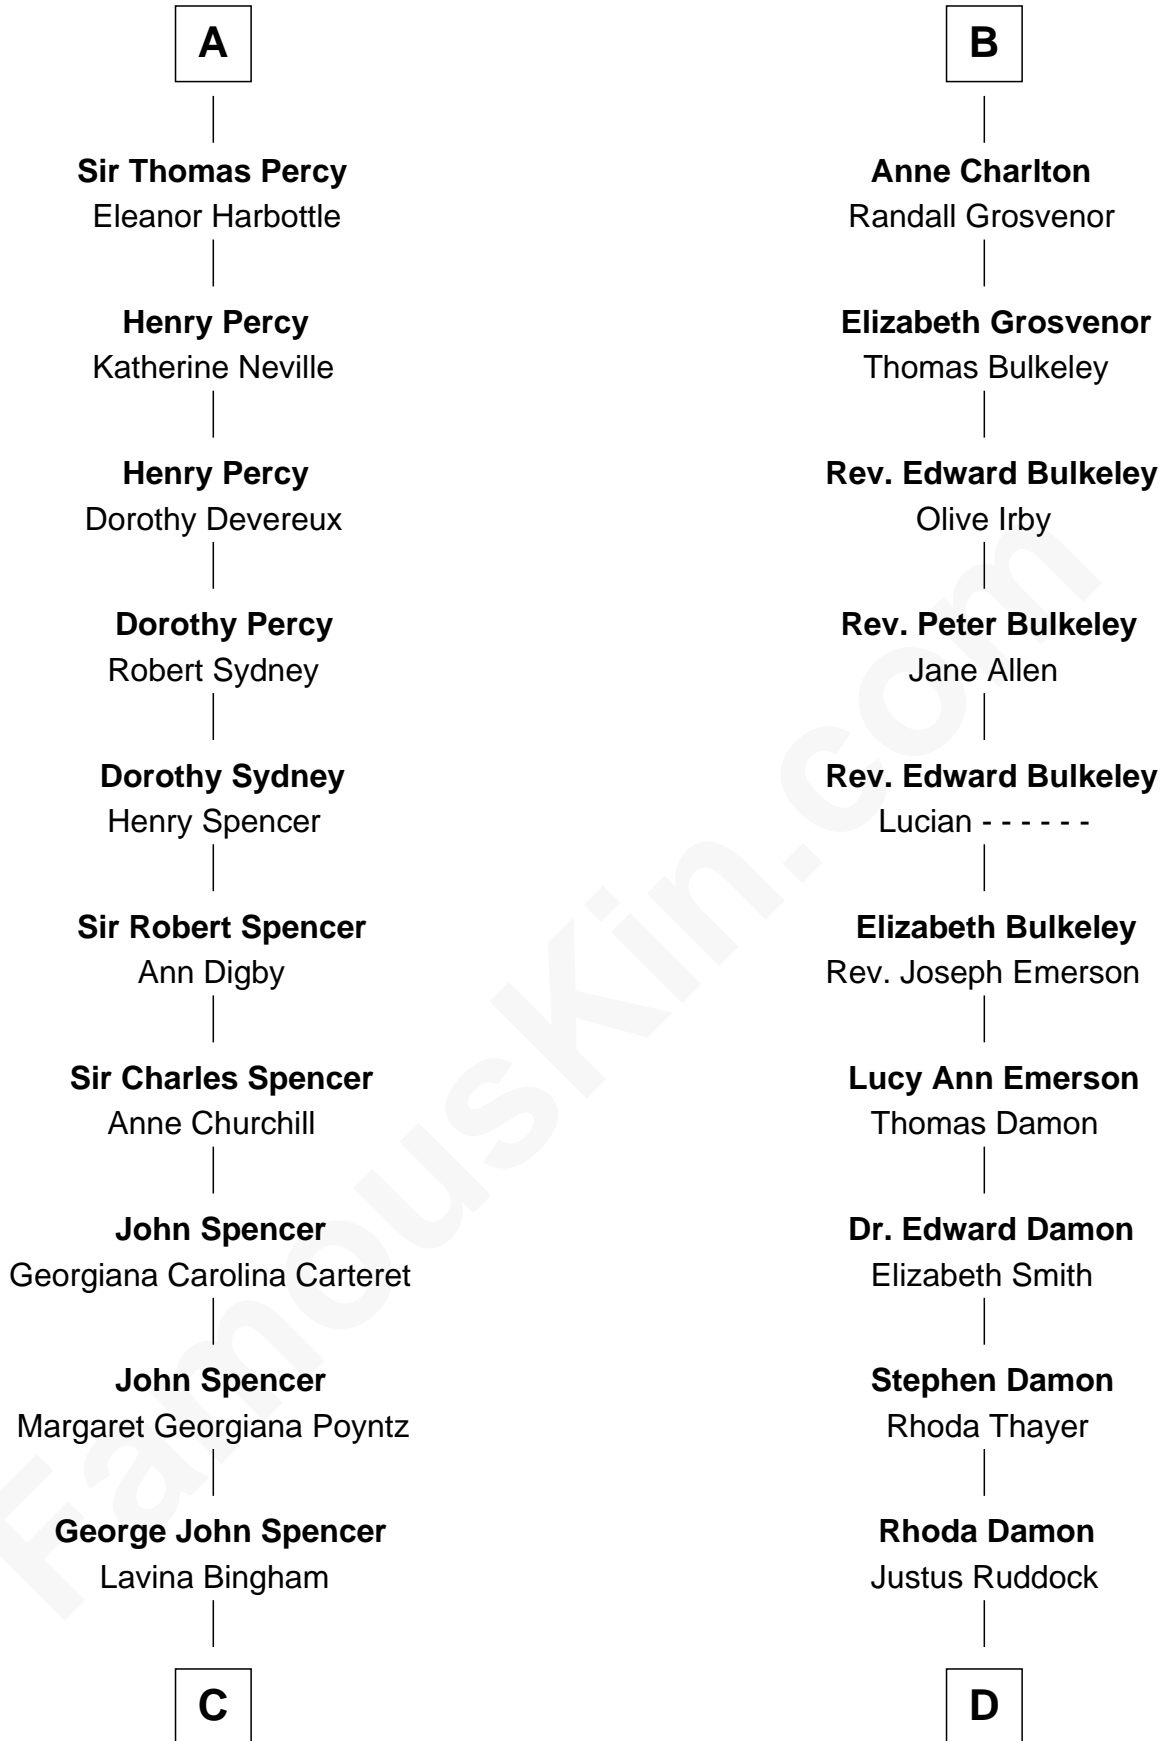 A
Sir Thomas Percy
Eleanor Harbottle
Henry Percy
Katherine Neville
Henry Percy
Dorothy Devereux
Dorothy Percy
Robert Sydney
Dorothy Sydney
Henry Spencer
Sir Robert Spencer
Ann Digby
Sir Charles Spencer
Anne Churchill
John Spencer
Georgiana Carolina Carteret
John Spencer
Margaret Georgiana Poyntz
George John Spencer
Lavina Bingham
C
B
Anne Charlton
Randall Grosvenor
Elizabeth Grosvenor
Thomas Bulkeley
Rev. Edward Bulkeley
Olive Irby
Rev. Peter Bulkeley
Jane Allen
Rev. Edward Bulkeley
Lucian - - - - - -
Elizabeth Bulkeley
Rev. Joseph Emerson
Lucy Ann Emerson
Thomas Damon
Dr. Edward Damon
Elizabeth Smith
Stephen Damon
Rhoda Thayer
Rhoda Damon
Justus Ruddock
D
FamousKin.com